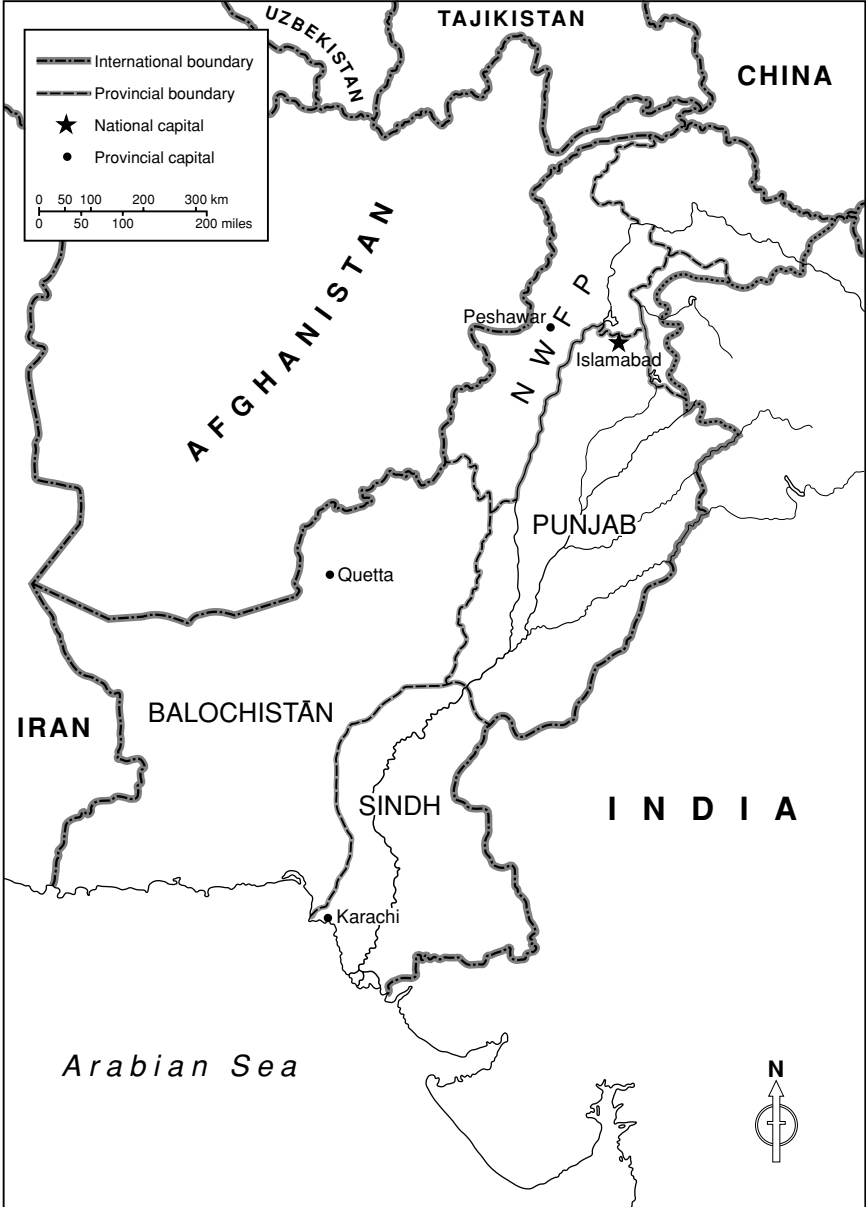 UZBEKISTAN
TAJIKISTAN
CHINA
International boundary
Provincial boundary
National capital
Provincial capital
0 50 100 200 300 km
0 50 100 200 miles
AFGHANISTAN
Peshawar
NWFP
Islamabad
PUNJAB
Quetta
BALOCHISTĀN
IRAN
SINDH
INDIA
Karachi
Arabian Sea
N